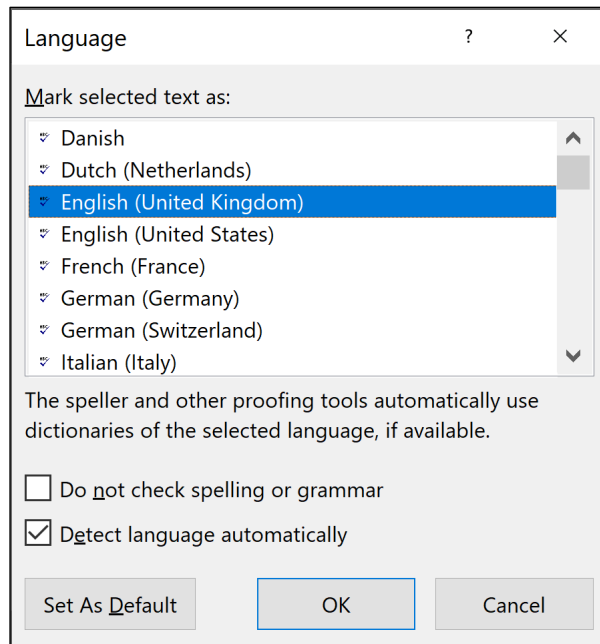 Language ?
Mark selected text as:
Danish
Dutch (Netherlands)
English (United Kingdom)
English (United States)
French (France)
German (Germany)
German (Switzerland)
Italian (Italy)
The speller and other proofing tools automatically use
dictionaries of the selected language, if available.
Do not check spelling or grammar
Detect language automatically
Set As Default OK Cancel